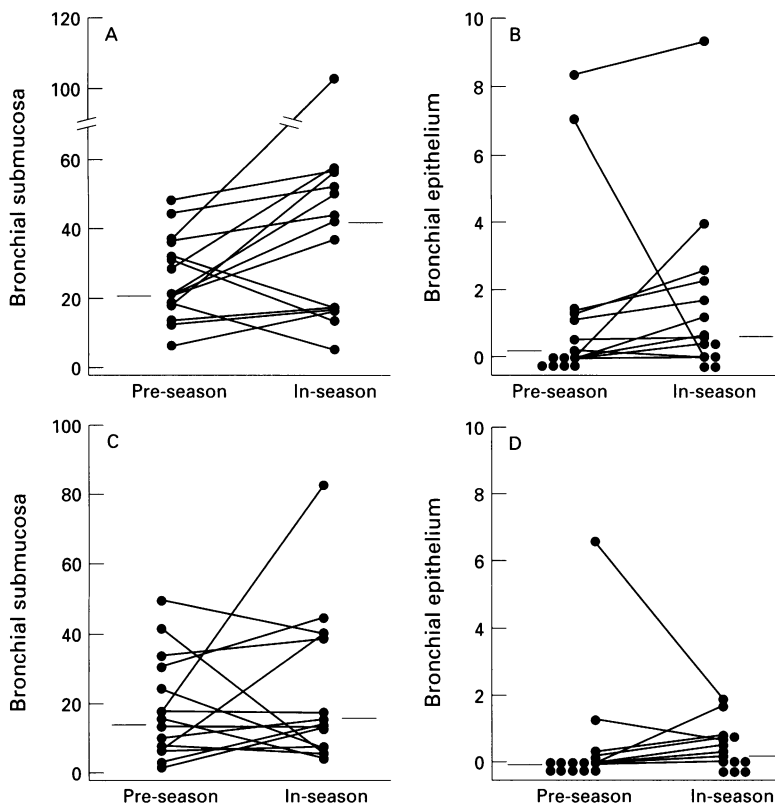 A
Bronchial submucosa
120
100
60
40
20
0
Pre-season In-season
B
Bronchial epithelium
10
8
6
4
2
0
Pre-season In-season
C
Bronchial submucosa
100
80
60
40
20
0
Pre-season In-season
D
Bronchial epithelium
10
8
6
4
2
0
Pre-season In-season